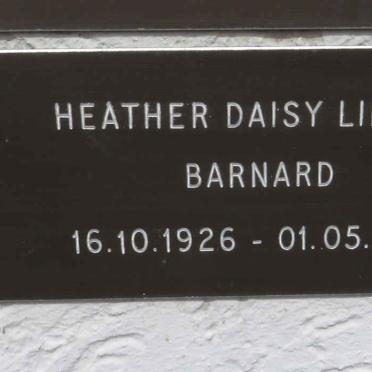 HEATHER DAISY
BARNARD
16.10.1926 - 01.05.